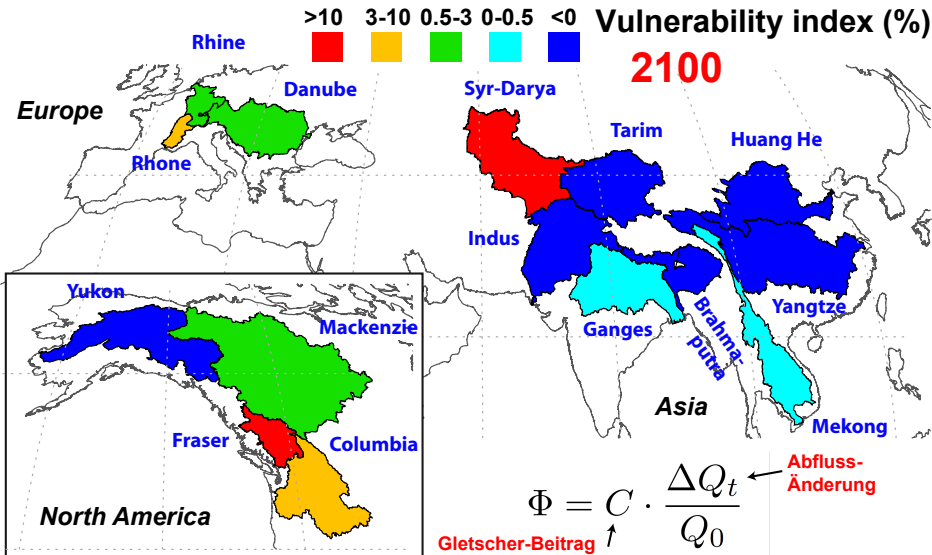 >10 3-10 0.5-3 0-0.5 <0 Vulnerability index (%)
2100
Rhine
Danube
Europe
Rhone
Syr-Darya
Tarim
Huang He
Indus
Ganges
Brahma-
putra
Yangtze
Asia
Mekong
Yukon
Mackenzie
Fraser
Columbia
North America
Φ = C · ΔQt / Q0
Abfluss-
Änderung
Gletscher-Beitrag